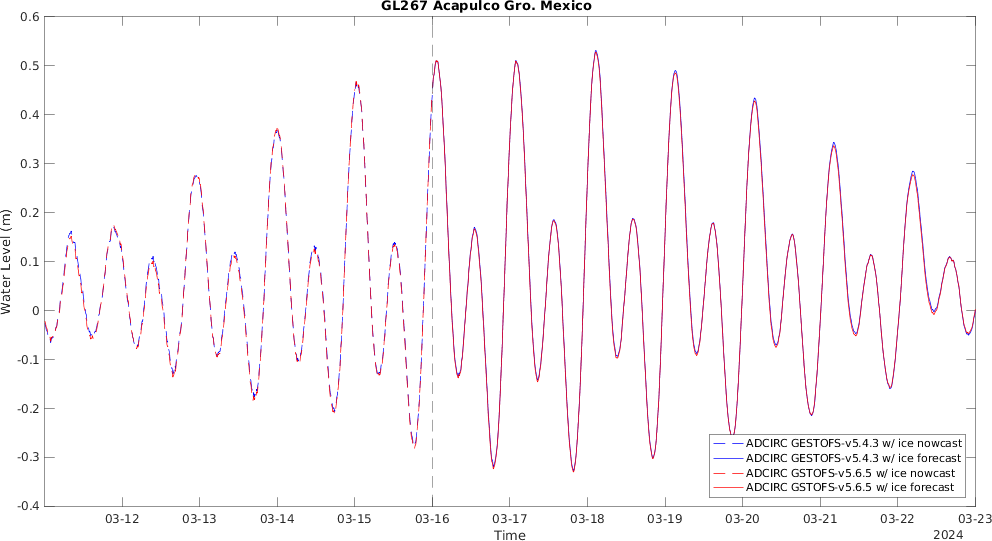 GL267 Acapulco Gro. Mexico
Water Level (m)
0.6
0.5
0.4
0.3
0.2
0.1
0
-0.1
-0.2
-0.3
-0.4
ADCIRC GESTOFS-v5.4.3 w/ ice nowcast
ADCIRC GESTOFS-v5.4.3 w/ ice forecast
ADCIRC GSTOFS-v5.6.5 w/ ice nowcast
ADCIRC GSTOFS-v5.6.5 w/ ice forecast
03-12 03-13 03-14 03-15 03-16 03-17 03-18 03-19 03-20 03-21 03-22 03-23
Time
2024